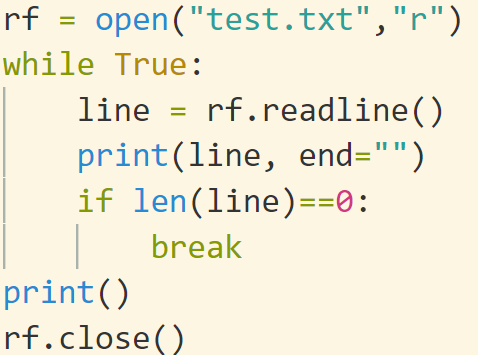 rf = open("test.txt","r")
while True:
    line = rf.readline()
    print(line, end="")
    if len(line)==0:
        break
print()
rf.close()